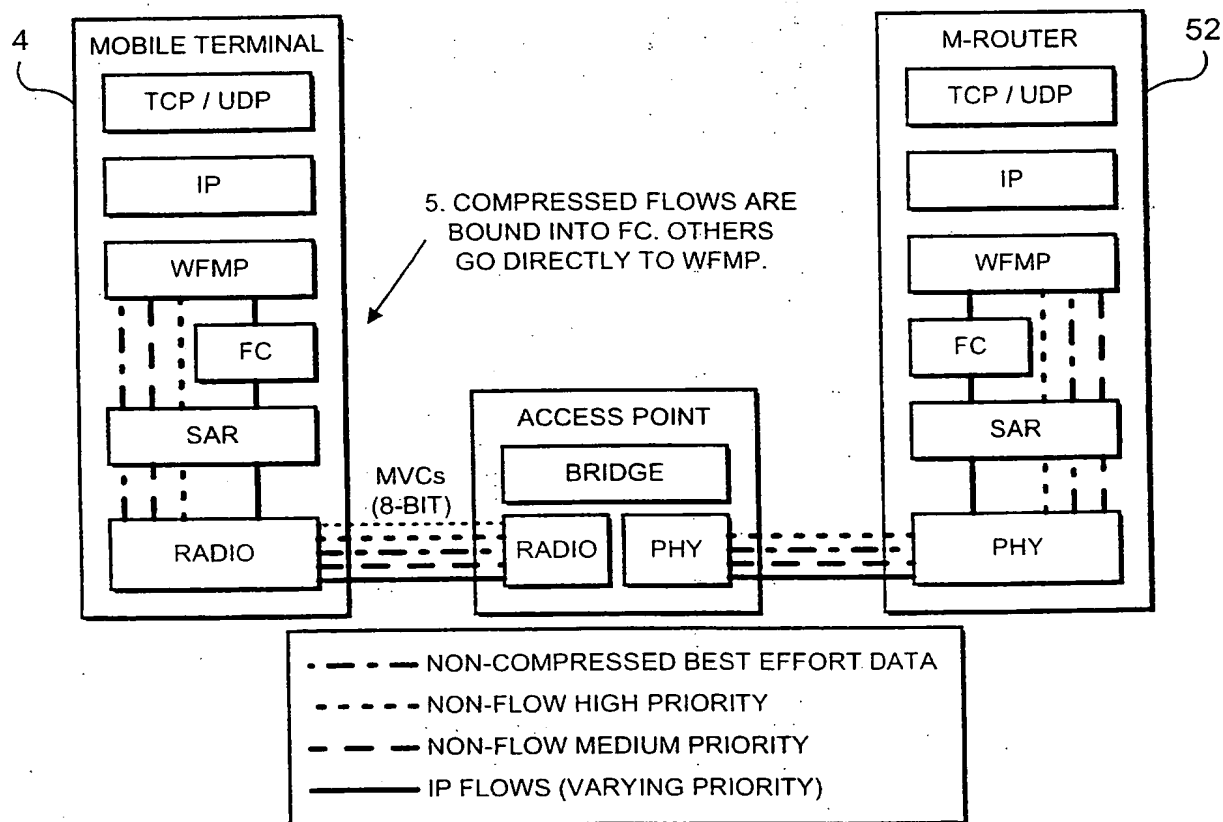 4
MOBILE TERMINAL
TCP / UDP
IP
WFMP
FC
SAR
RADIO
5. COMPRESSED FLOWS ARE
BOUND INTO FC. OTHERS
GO DIRECTLY TO WFMP.
MVCs
(8-BIT)
ACCESS POINT
BRIDGE
RADIO
PHY
52
M-ROUTER
TCP / UDP
IP
WFMP
FC
SAR
PHY
NON-COMPRESSED BEST EFFORT DATA
NON-FLOW HIGH PRIORITY
NON-FLOW MEDIUM PRIORITY
IP FLOWS (VARYING PRIORITY)